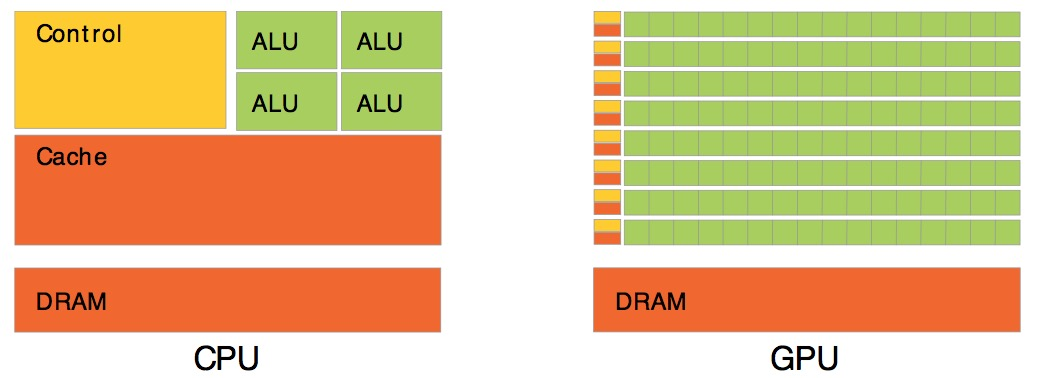 Control
ALU ALU
ALU ALU
Cache
DRAM
CPU
DRAM
GPU